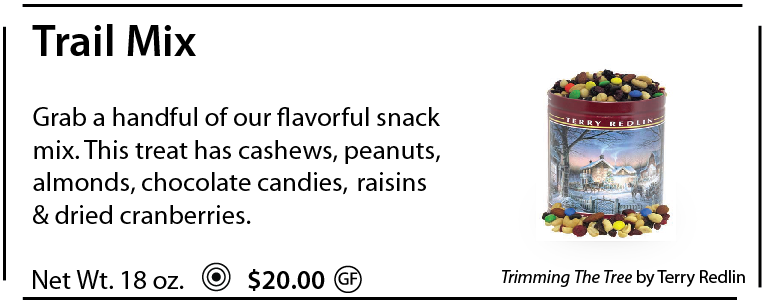 Trail Mix
Grab a handful of our flavorful snack
mix. This treat has cashews, peanuts,
almonds, chocolate candies, raisins
& dried cranberries.
TERRY REDLIN
Net Wt. 18 oz. $20.00 GF
Trimming The Tree by Terry Redlin